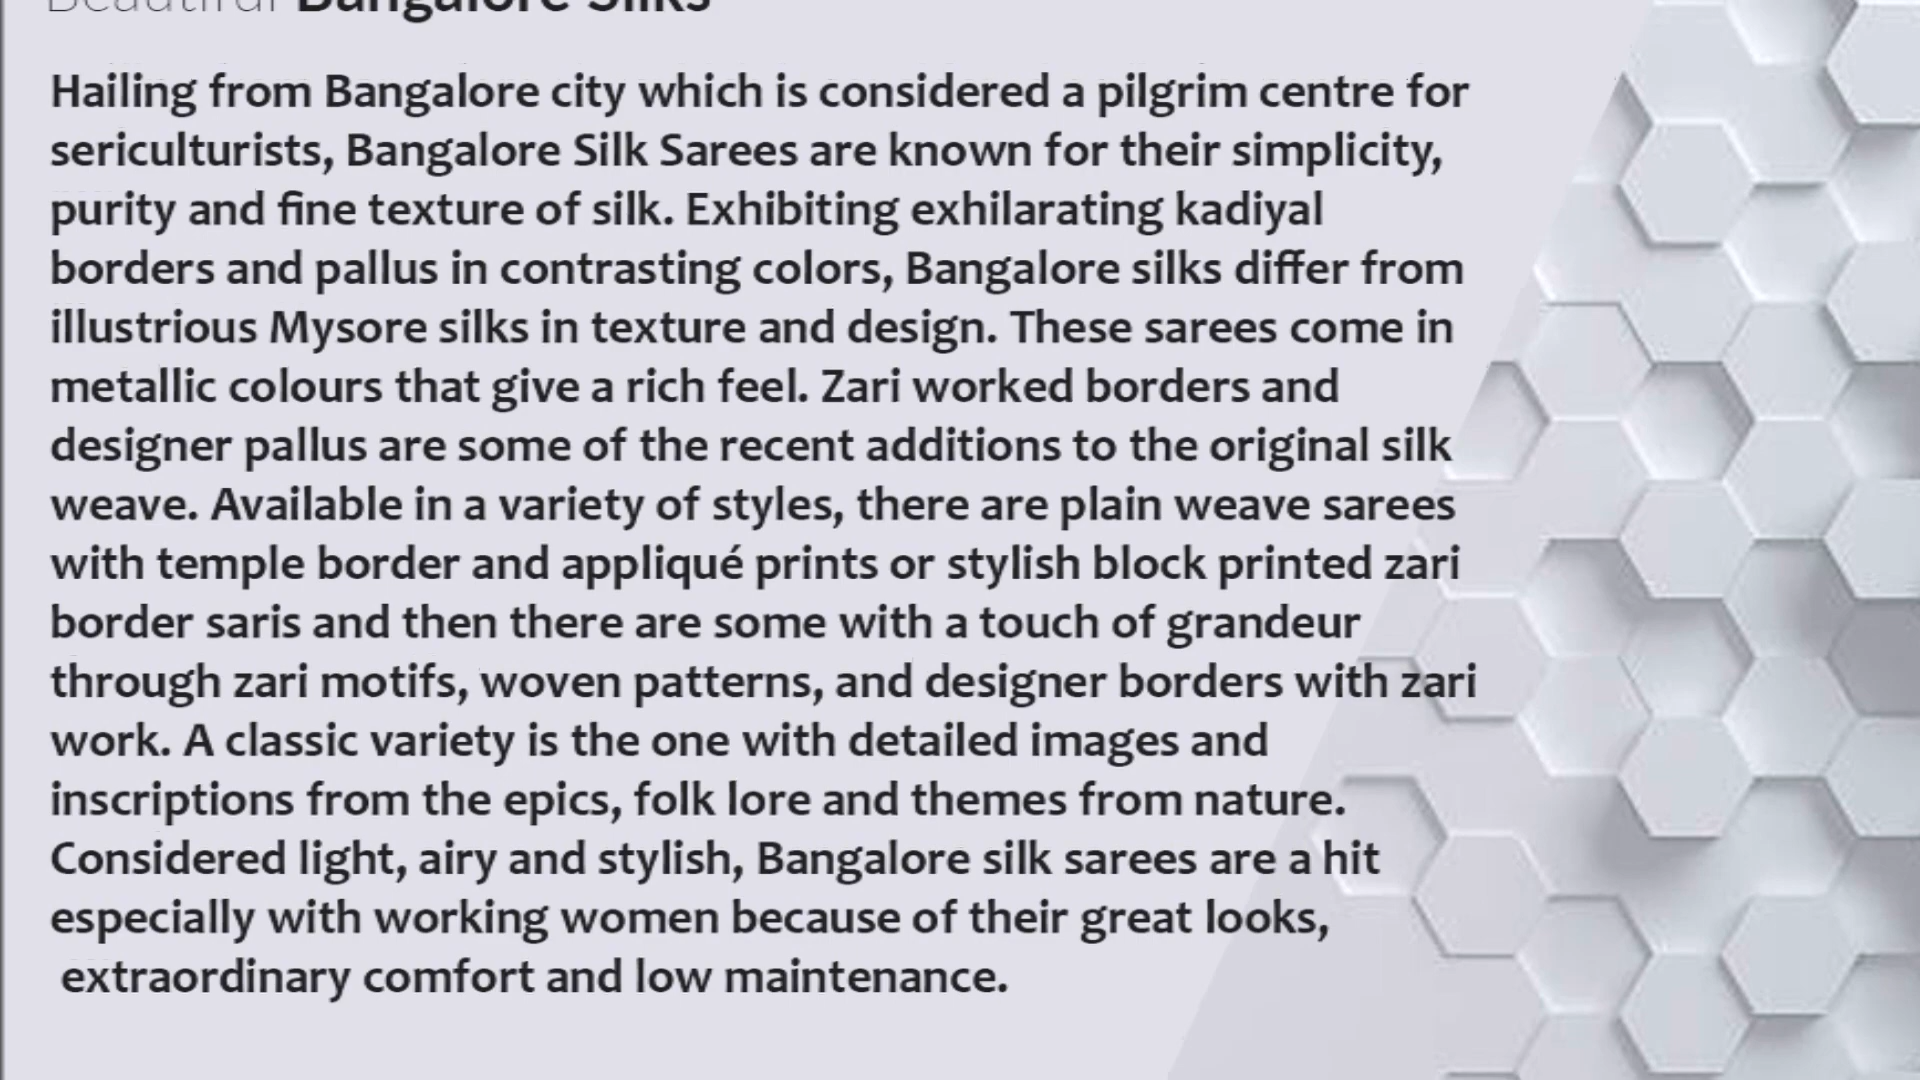 Beautiful Bangalore Silks
Hailing from Bangalore city which is considered a pilgrim centre for
sericulturists, Bangalore Silk Sarees are known for their simplicity,
purity and fine texture of silk. Exhibiting exhilarating kadiyal
borders and pallus in contrasting colors, Bangalore silks differ from
illustrious Mysore silks in texture and design. These sarees come in
metallic colours that give a rich feel. Zari worked borders and
designer pallus are some of the recent additions to the original silk
weave. Available in a variety of styles, there are plain weave sarees
with temple border and appliqué prints or stylish block printed zari
border saris and then there are some with a touch of grandeur
through zari motifs, woven patterns, and designer borders with zari
work. A classic variety is the one with detailed images and
inscriptions from the epics, folk lore and themes from nature.
Considered light, airy and stylish, Bangalore silk sarees are a hit
especially with working women because of their great looks,
extraordinary comfort and low maintenance.